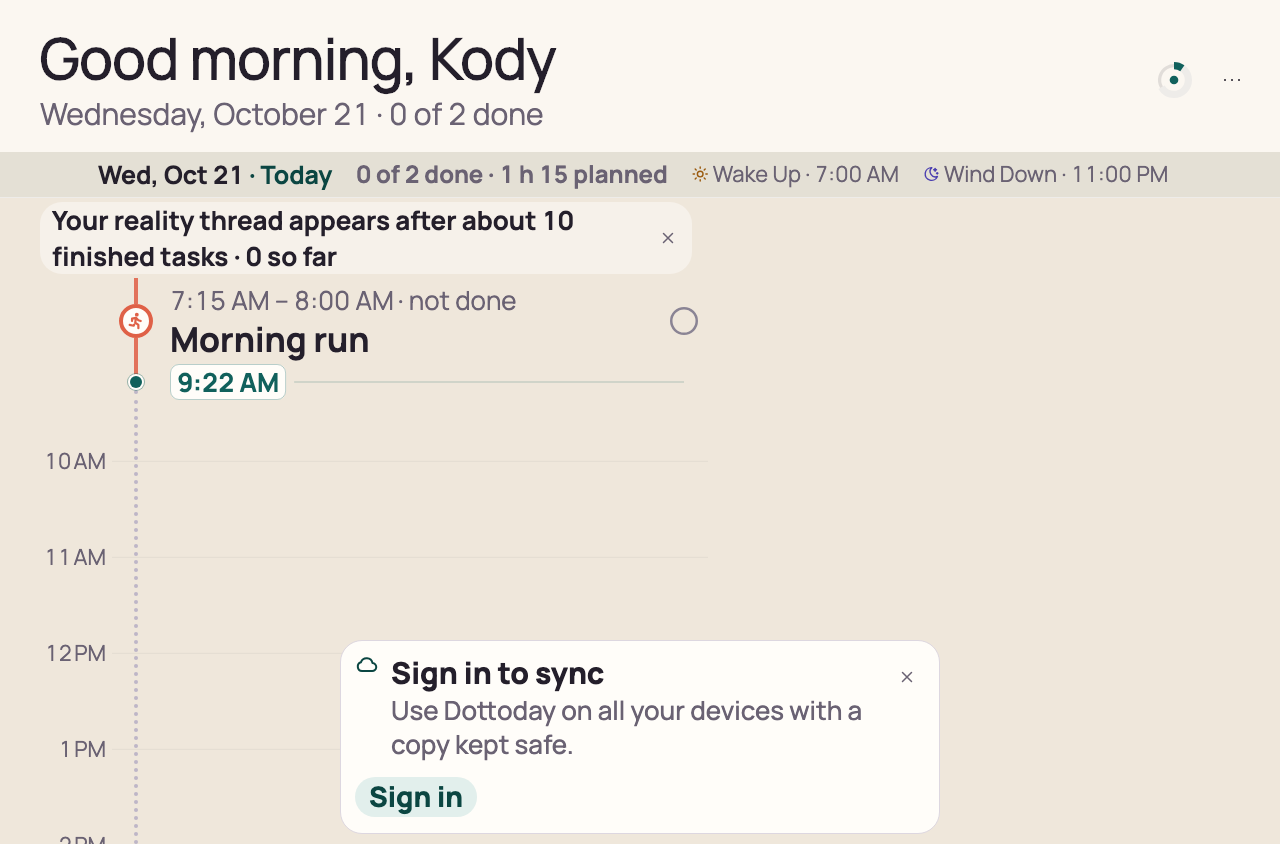 Good morning, Kody
Wednesday, October 21 · 0 of 2 done
Wed, Oct 21 · Today 0 of 2 done · 1 h 15 planned Wake Up · 7:00 AM Wind Down · 11:00 PM
Your reality thread appears after about 10
finished tasks · 0 so far
7:15 AM – 8:00 AM · not done
Morning run
9:22 AM
10 AM
11 AM
12 PM
Sign in to sync
Use Dottoday on all your devices with a
copy kept safe.
1 PM
Sign in
2 PM